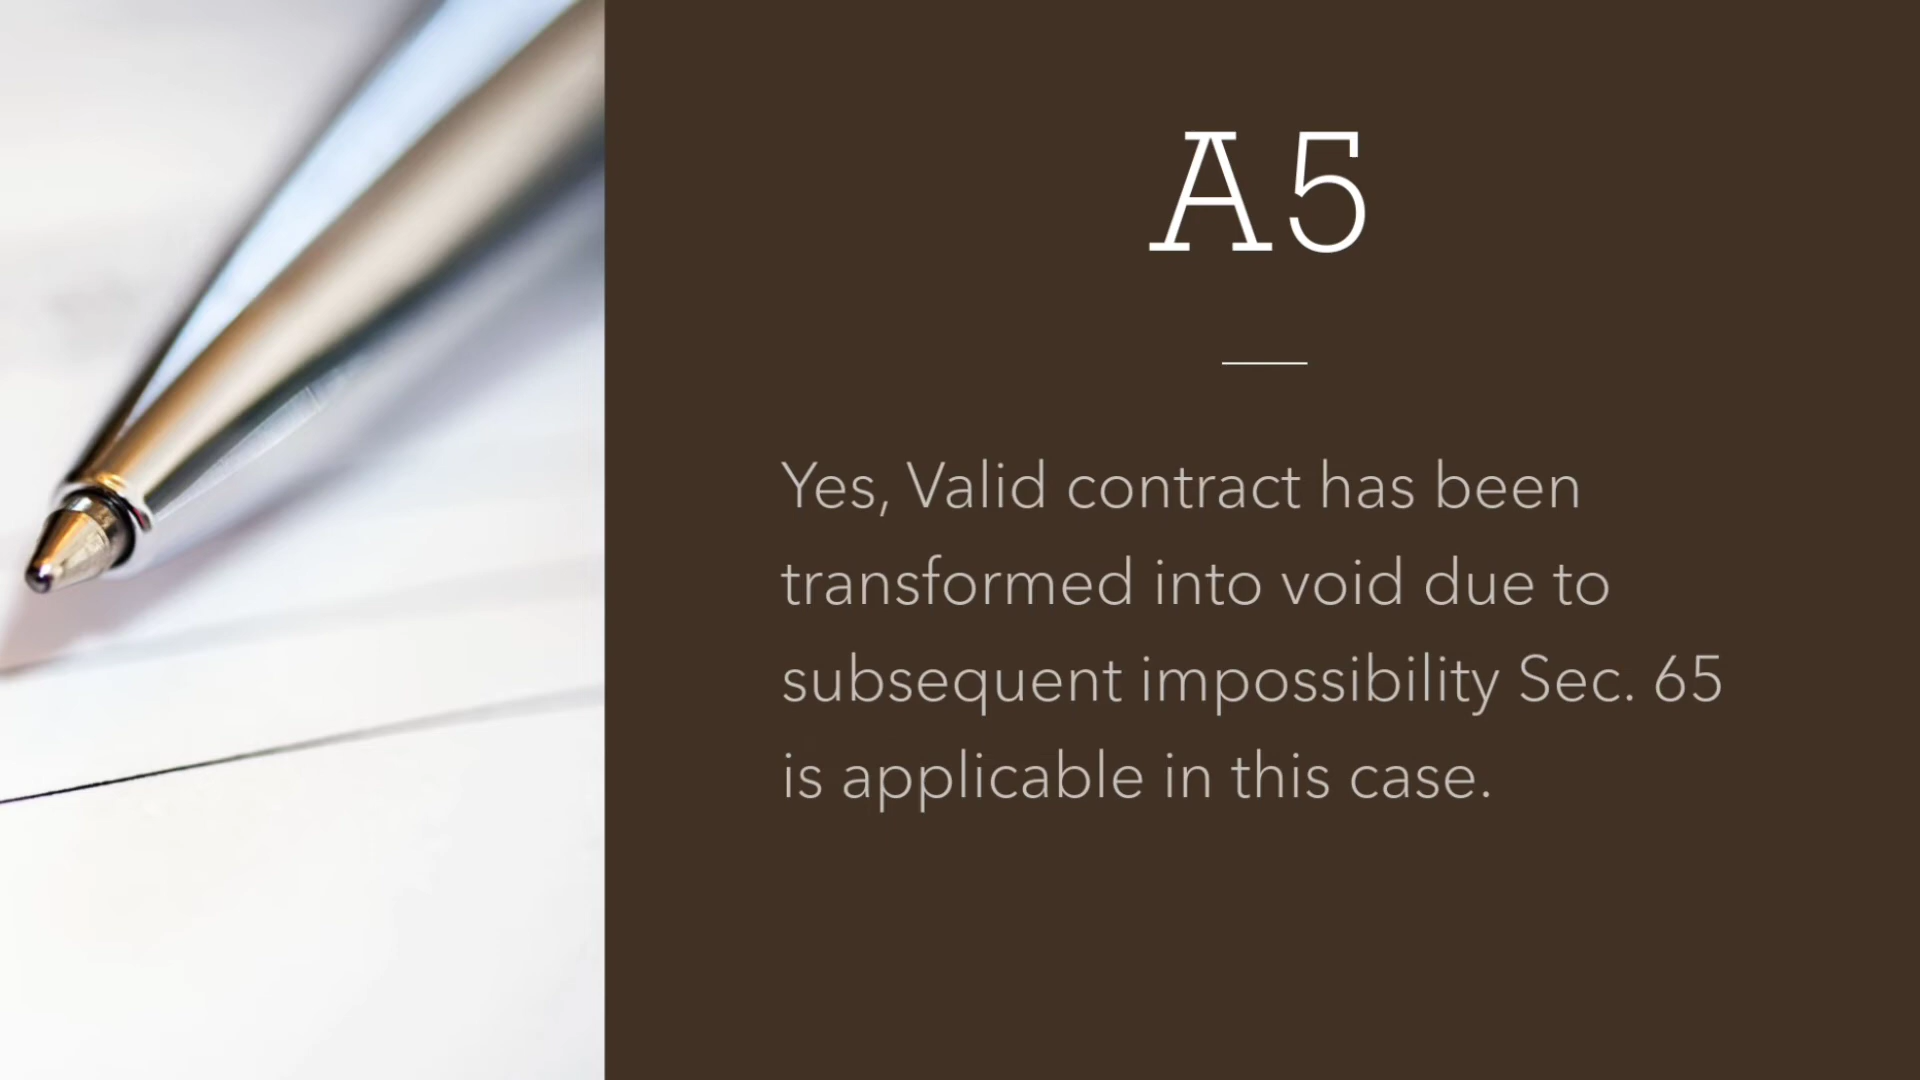 A5
Yes, Valid contract has been
transformed into void due to
subsequent impossibility Sec. 65
is applicable in this case.